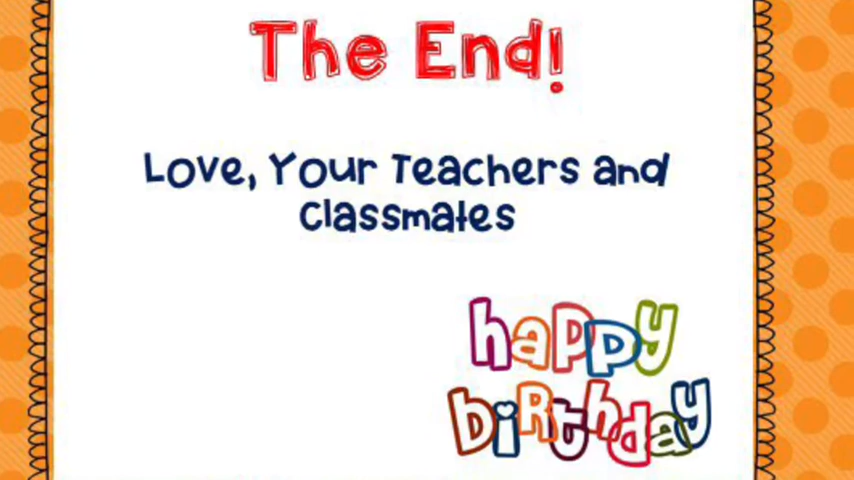 The End!
Love, Your Teachers and
Classmates
happy
biRthday